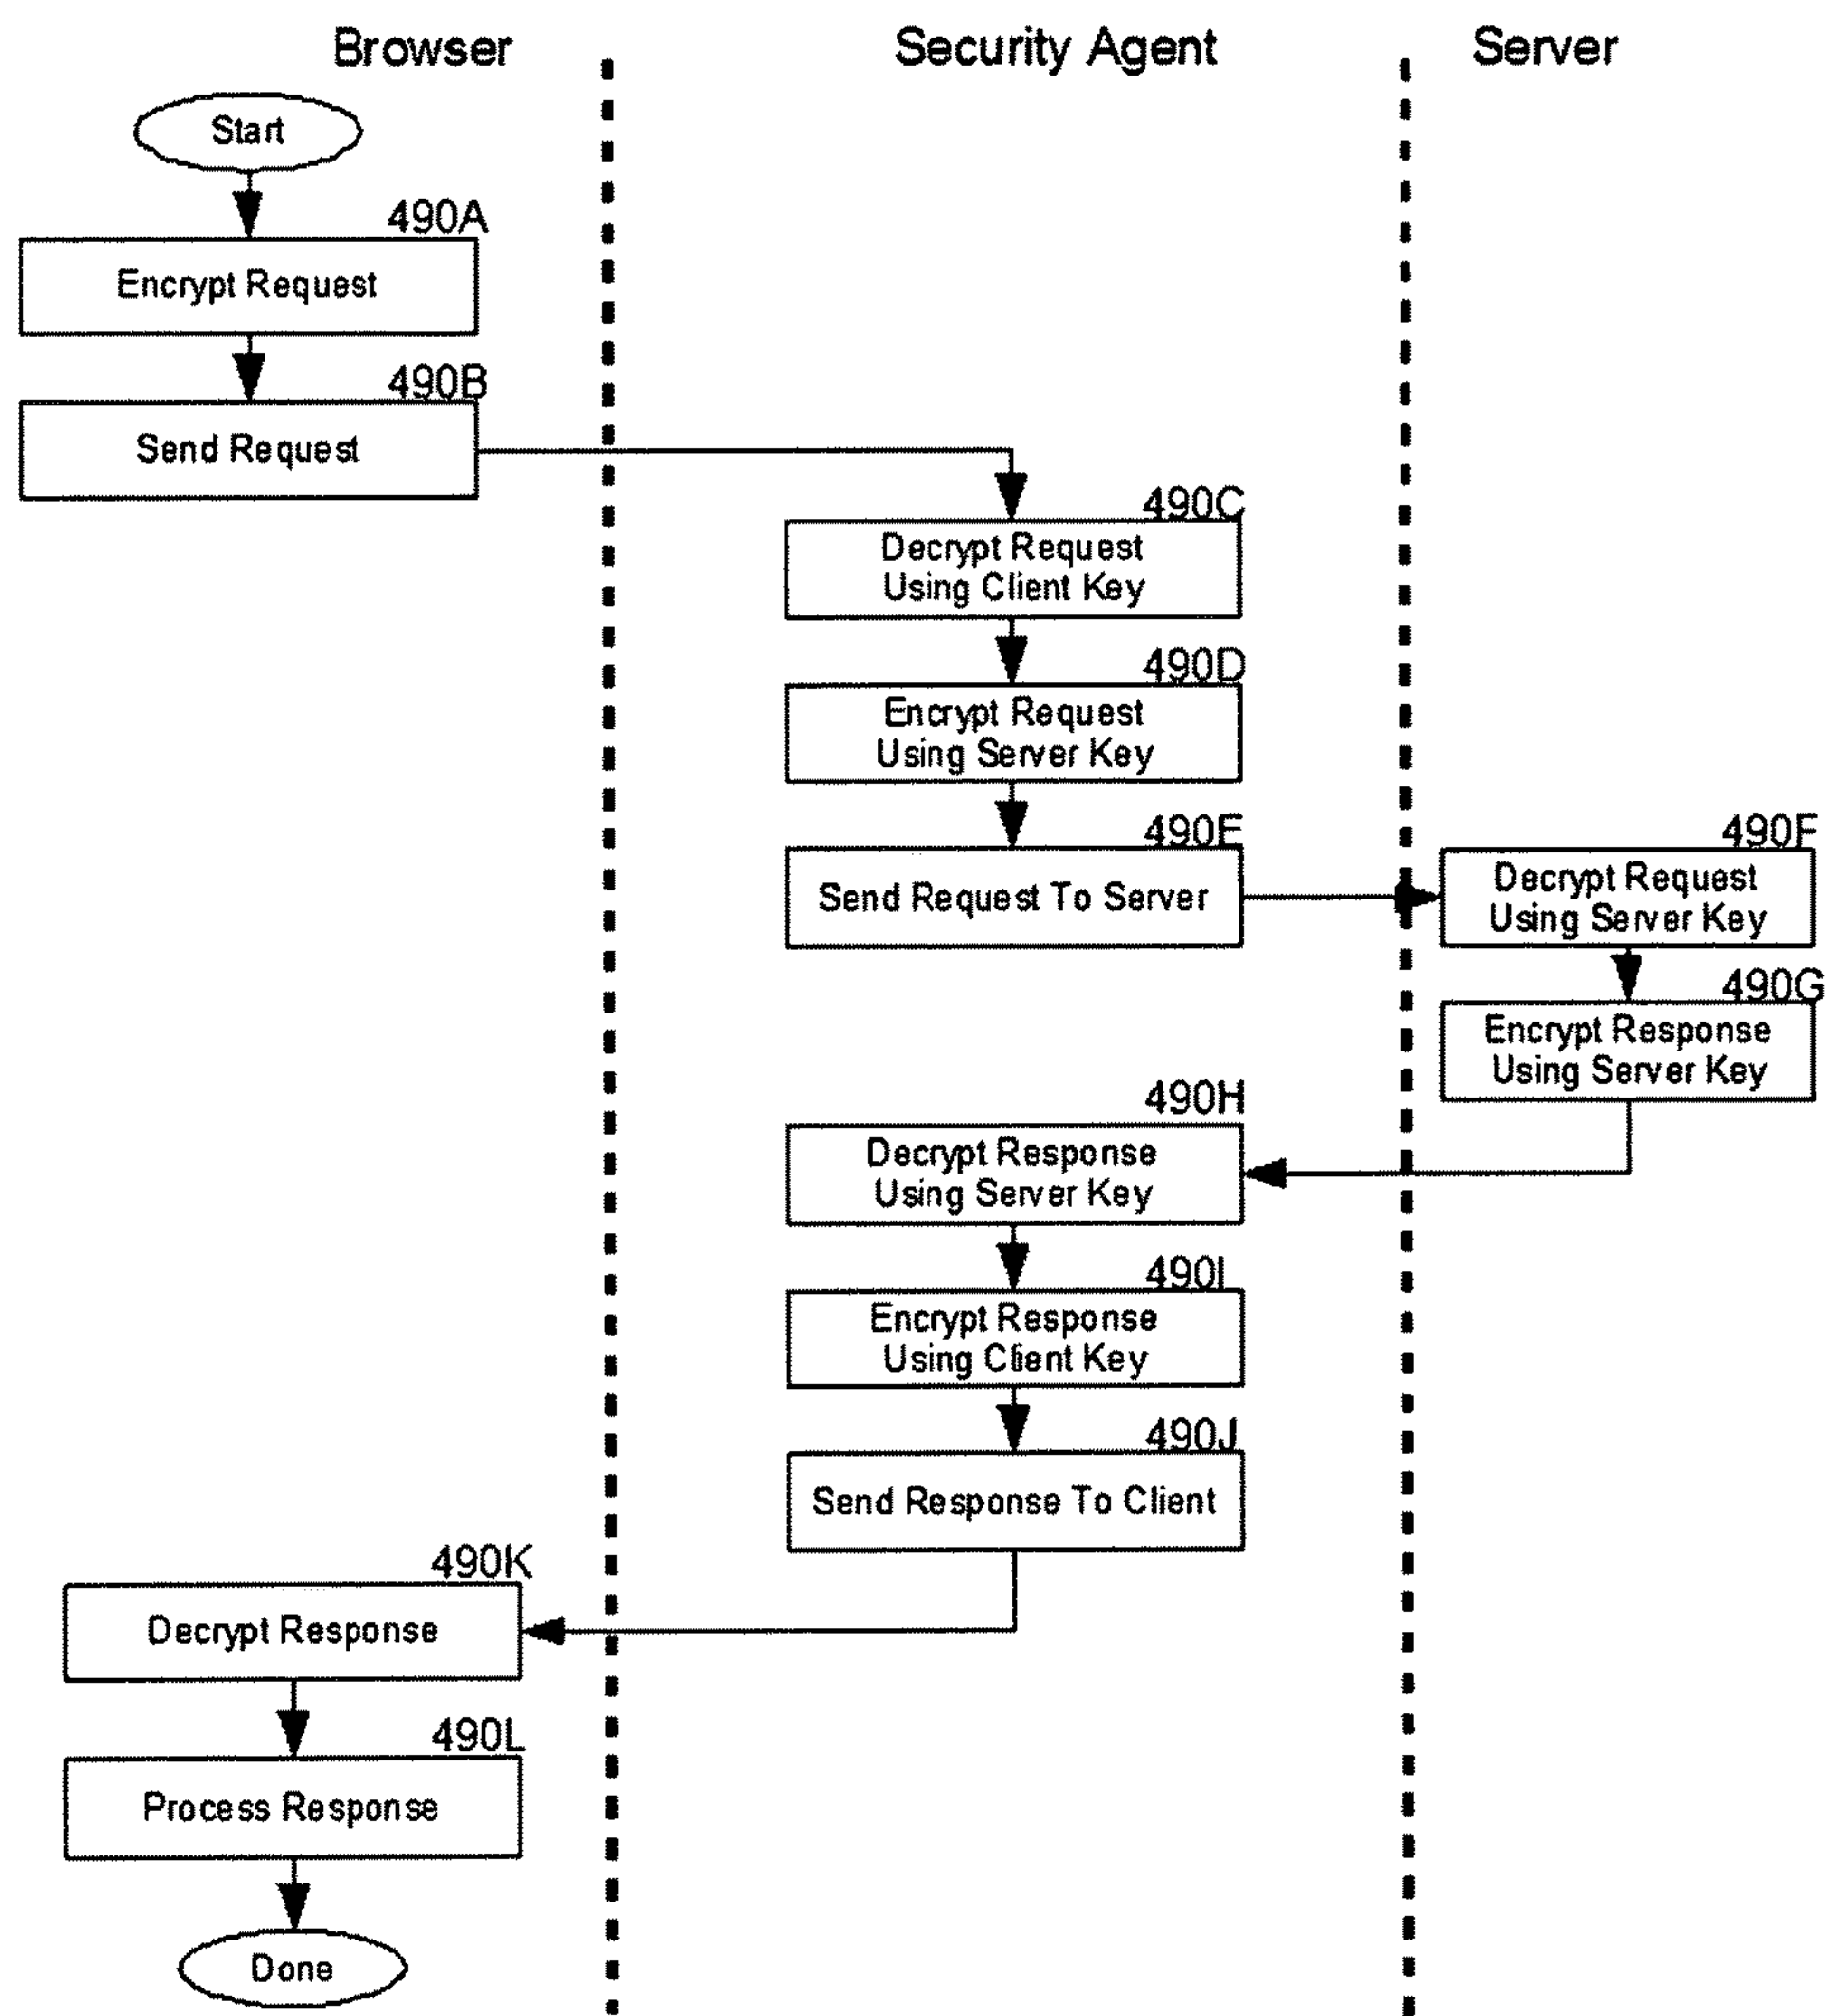 Browser
Security Agent
Server
Start
490A
Encrypt Request
490B
Send Request
490C
Decrypt Request
Using Client Key
490D
Encrypt Request
Using Server Key
490E
Send Request To Server
490F
Decrypt Request
Using Server Key
490G
Encrypt Response
Using Server Key
490H
Decrypt Response
Using Server Key
490I
Encrypt Response
Using Client Key
490J
Send Response To Client
490K
Decrypt Response
490L
Process Response
Done